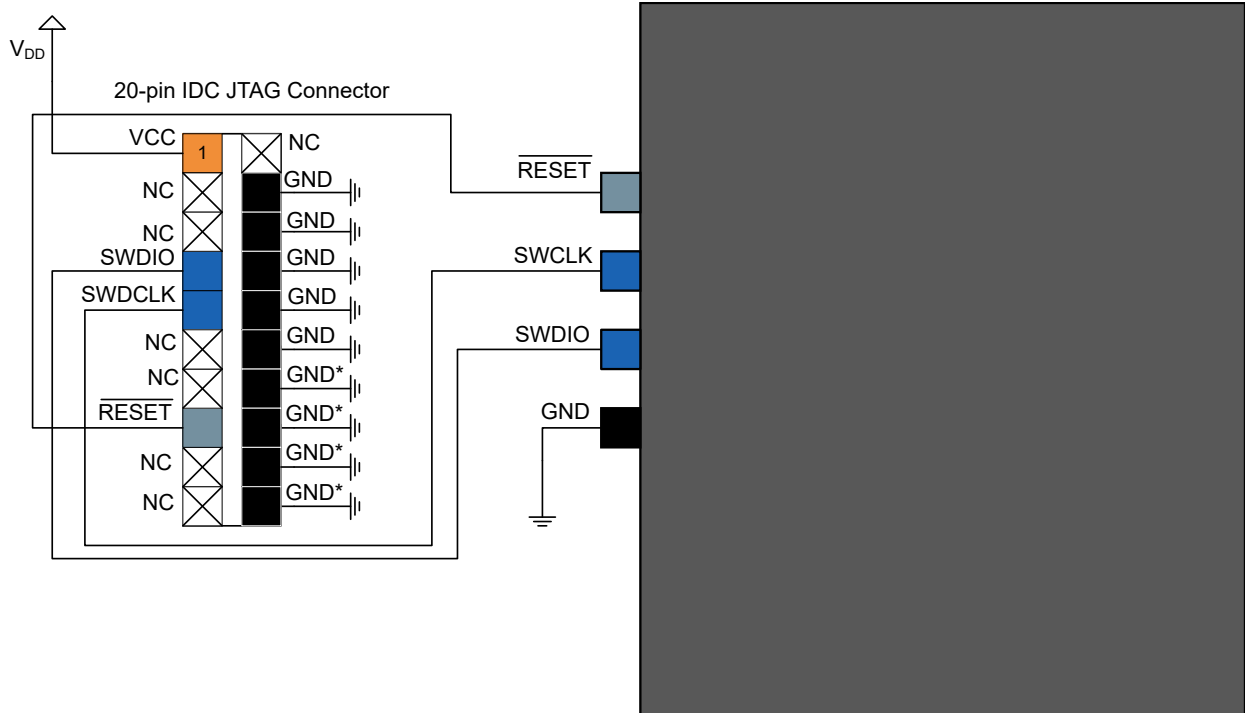 VDD
20-pin IDC JTAG Connector
VCC
1
NC
NC
GND
NC
GND
SWDIO
GND
SWDCLK
GND
NC
GND
NC
GND*
RESET
GND*
NC
GND*
NC
GND*
RESET
SWCLK
SWDIO
GND